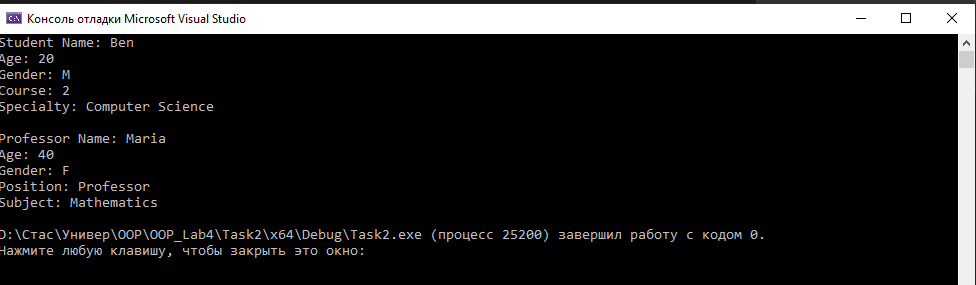 Консоль отладки Microsoft Visual Studio
Student Name: Ben
Age: 20
Gender: M
Course: 2
Specialty: Computer Science
Professor Name: Maria
Age: 40
Gender: F
Position: Professor
Subject: Mathematics
D:\Стас\Универ\OOP\OOP_Lab4\Task2\x64\Debug\Task2.exe (процесс 25200) завершил работу с кодом 0.
Нажмите любую клавишу, чтобы закрыть это окно: